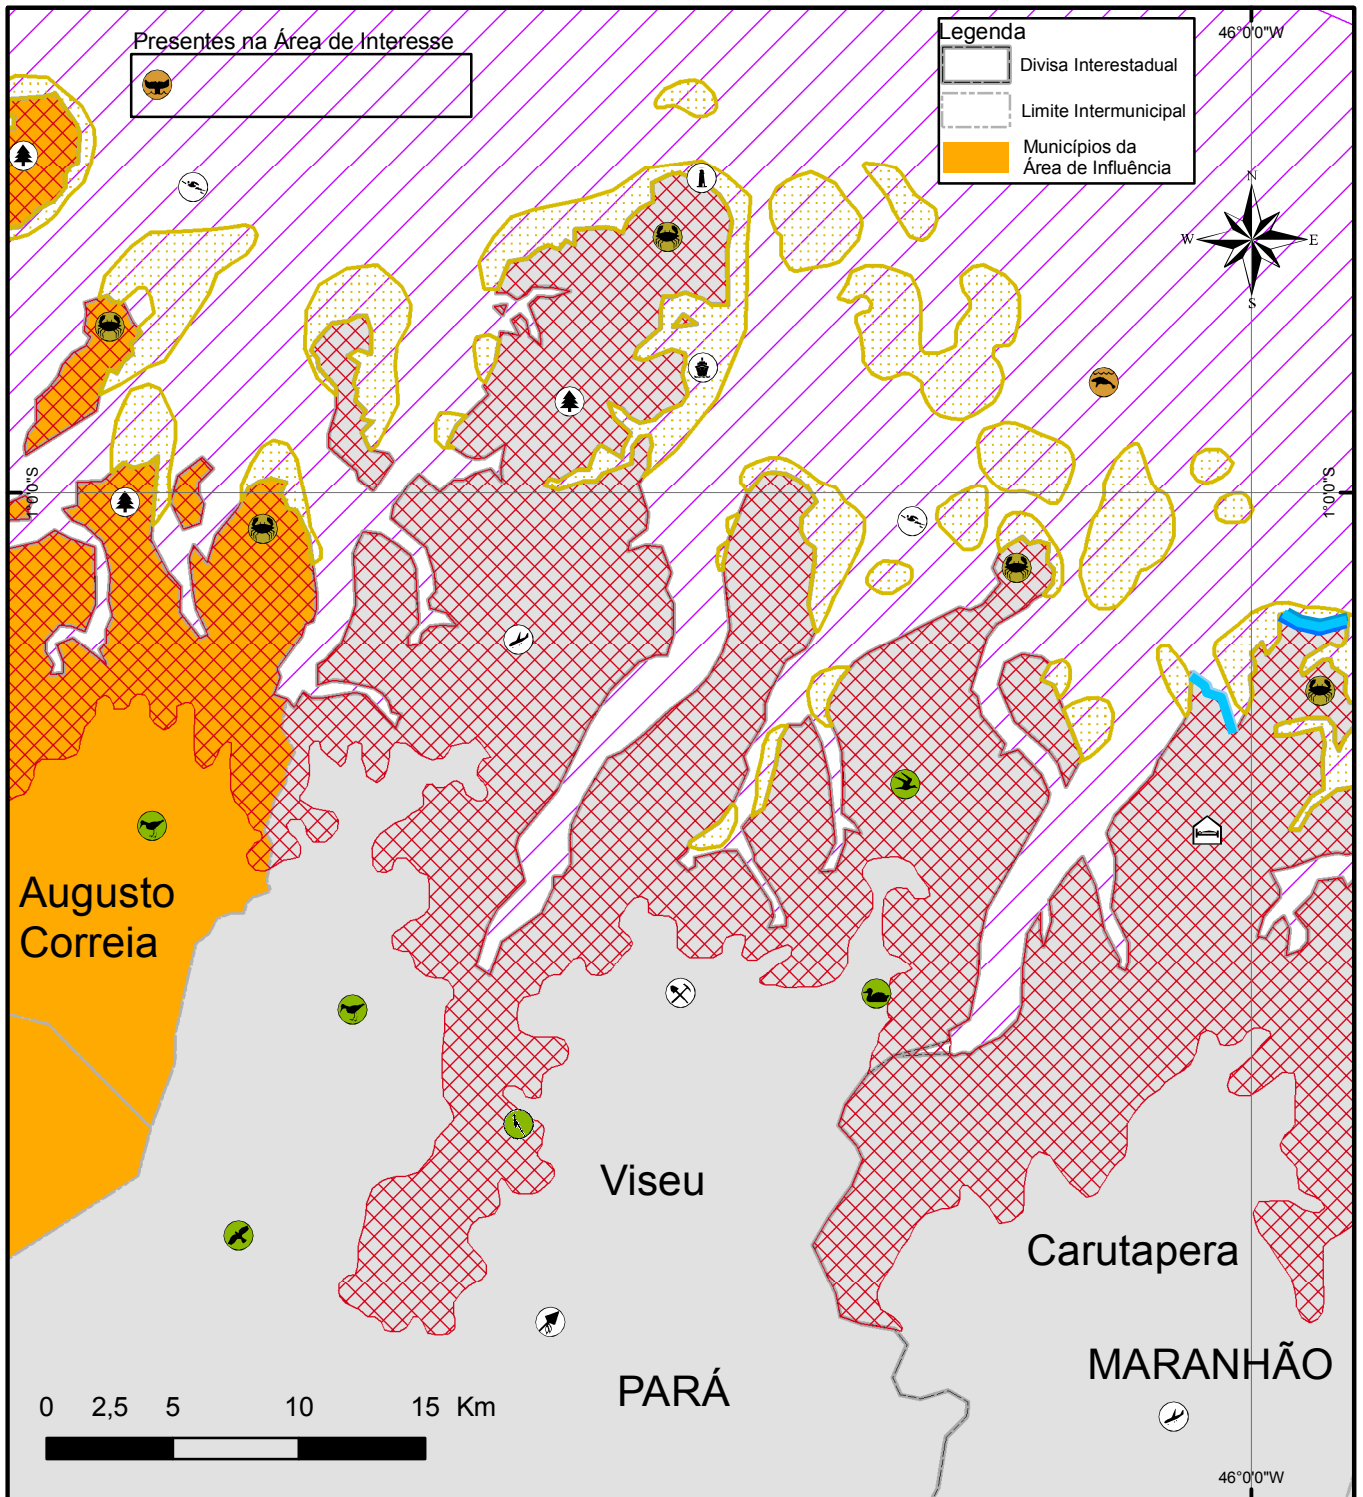 Presentes na Área de Interesse
Legenda
Divisa Interestadual
Limite Intermunicipal
Municípios da
Área de Influência
46°0'0"W
N
W
E
S
1°0'0"S
1°0'0"S
Augusto
Correia
Viseu
Carutapera
MARANHÃO
PARÁ
0 2,5 5 10 15 Km
46°0'0"W